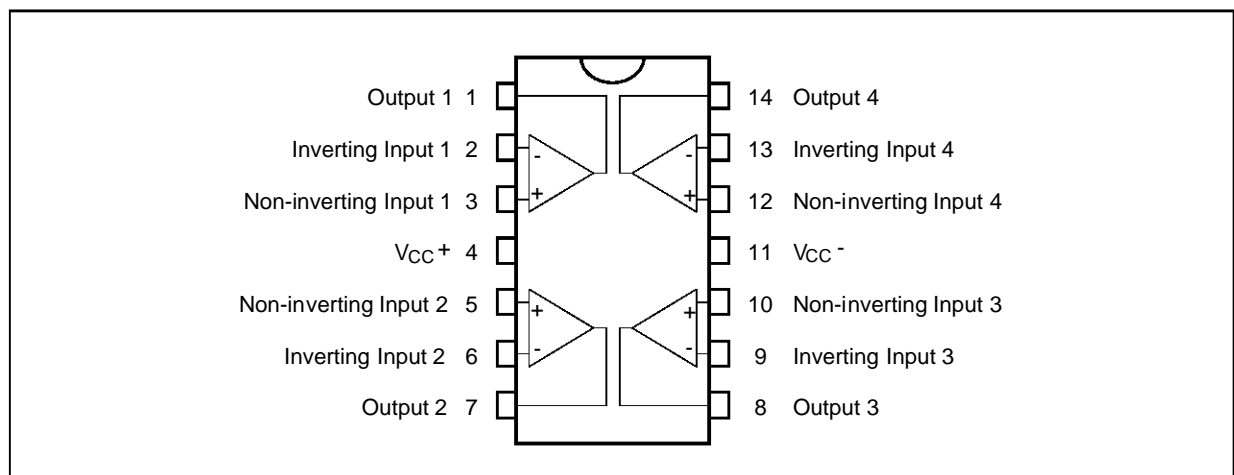 Output 1 1 14 Output 4
Inverting Input 1 2 - - 13 Inverting Input 4
Non-inverting Input 1 3 + + 12 Non-inverting Input 4
VCC + 4 11 VCC -
Non-inverting Input 2 5 + + 10 Non-inverting Input 3
Inverting Input 2 6 - - 9 Inverting Input 3
Output 2 7 8 Output 3